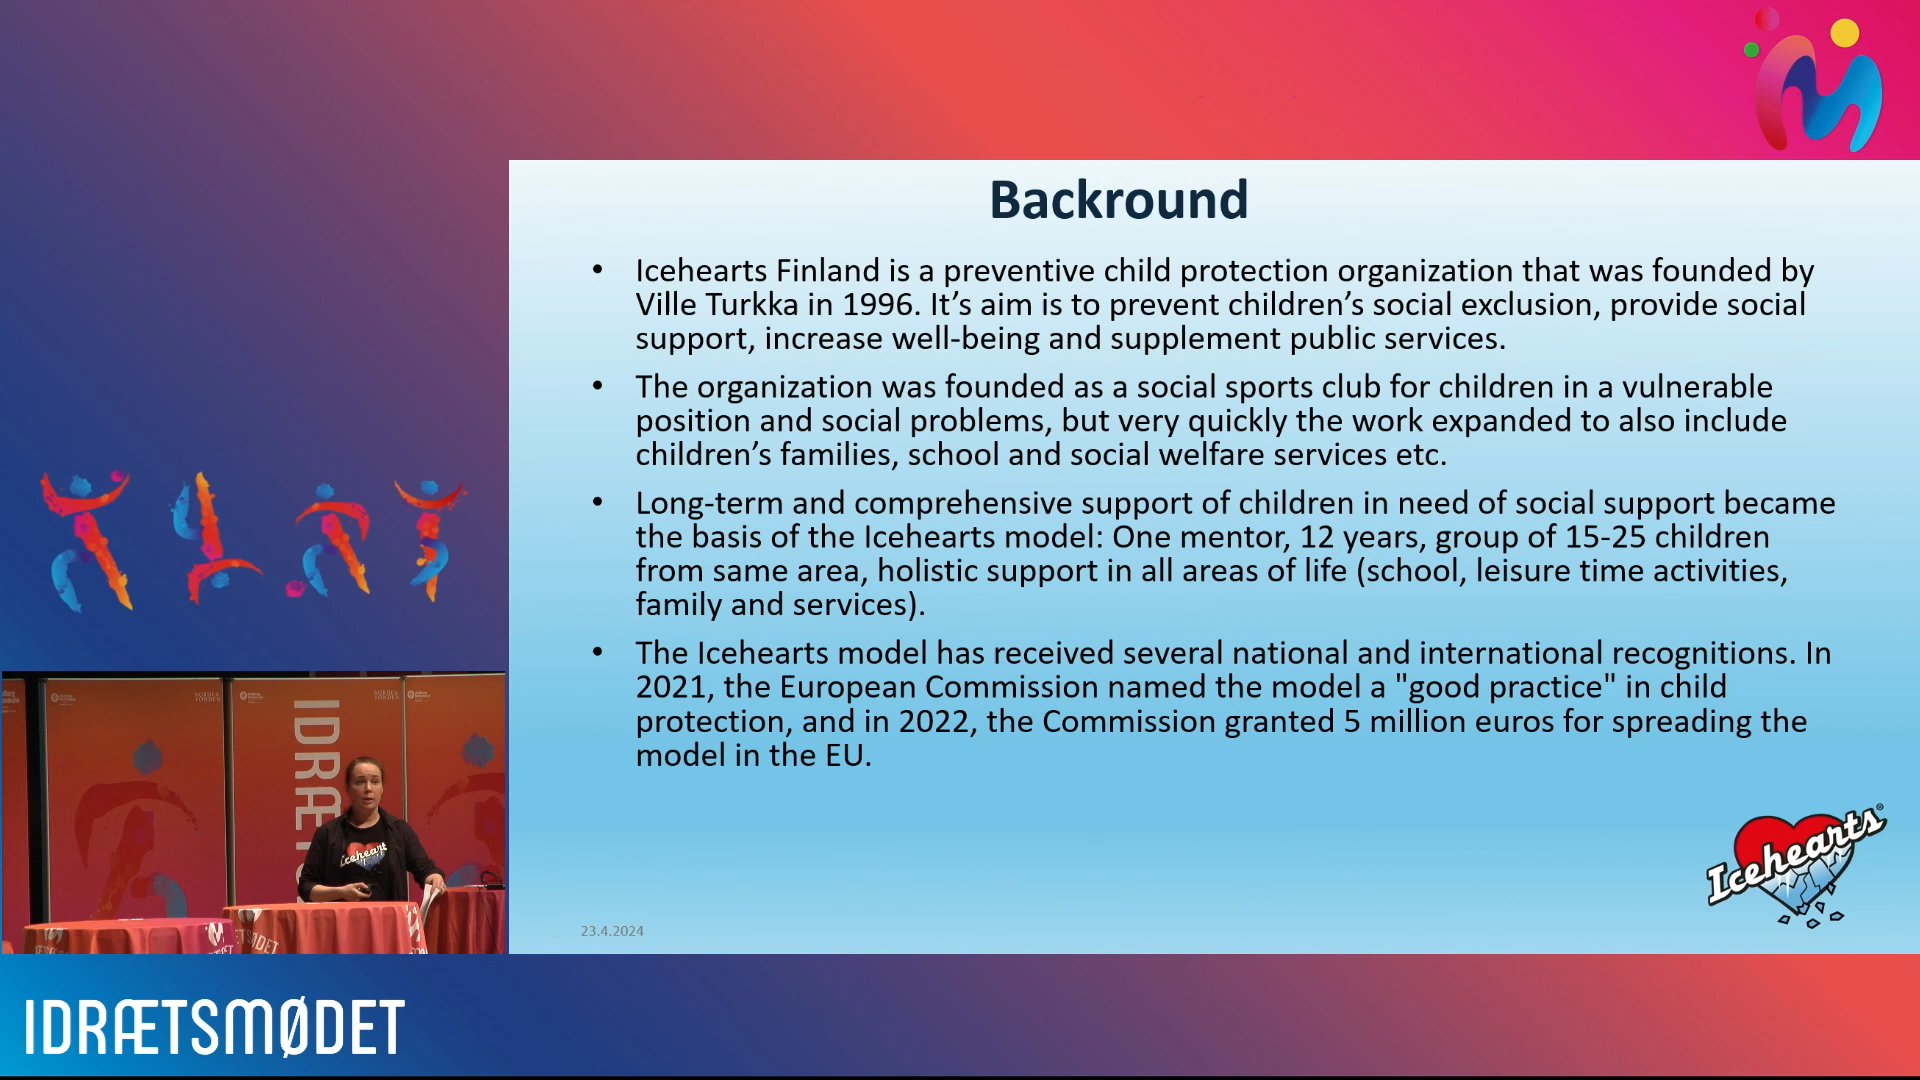 Backround
• Icehearts Finland is a preventive child protection organization that was founded by
Ville Turkka in 1996. It’s aim is to prevent children’s social exclusion, provide social
support, increase well-being and supplement public services.
• The organization was founded as a social sports club for children in a vulnerable
position and social problems, but very quickly the work expanded to also include
children’s families, school and social welfare services etc.
• Long-term and comprehensive support of children in need of social support became
the basis of the Icehearts model: One mentor, 12 years, group of 15-25 children
from same area, holistic support in all areas of life (school, leisure time activities,
family and services).
• The Icehearts model has received several national and international recognitions. In
2021, the European Commission named the model a "good practice" in child
protection, and in 2022, the Commission granted 5 million euros for spreading the
model in the EU.
Icehearts®
23.4.2024
IDRÆTS
Icehearts
IDRÆTSMØDET